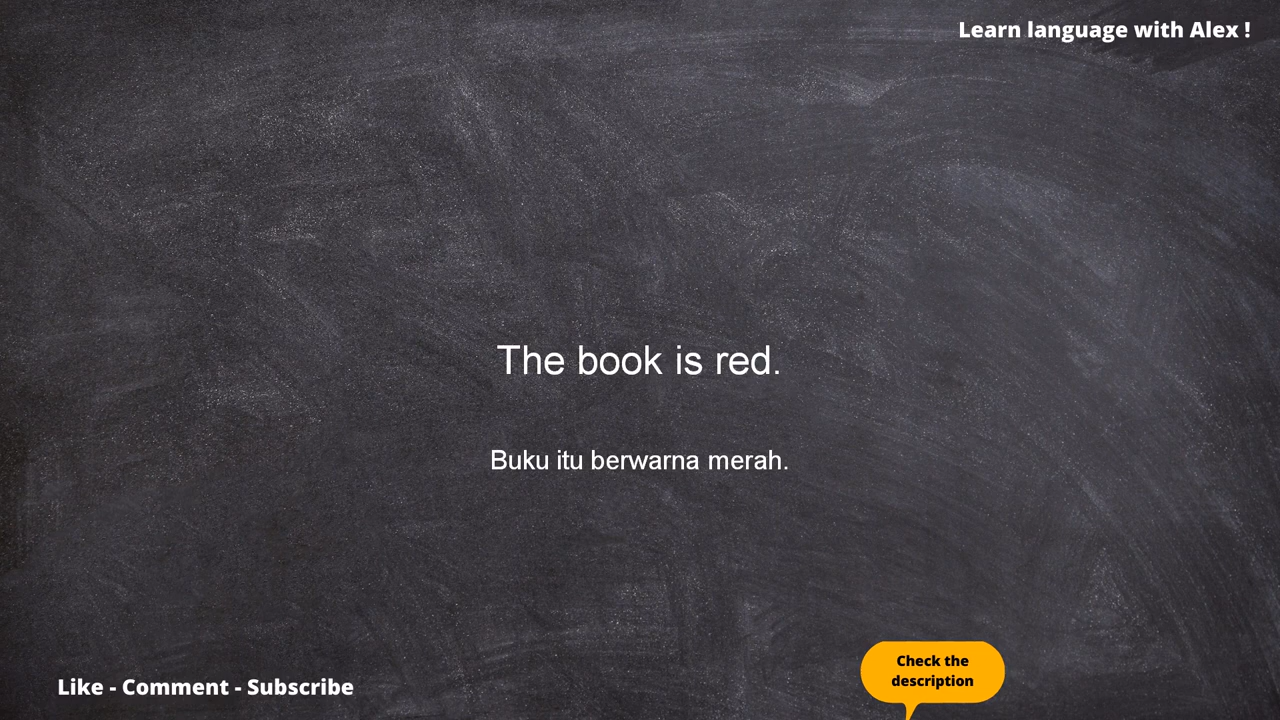 Learn language with Alex !
The book is red.
Buku itu berwarna merah.
Check the
description
Like - Comment - Subscribe